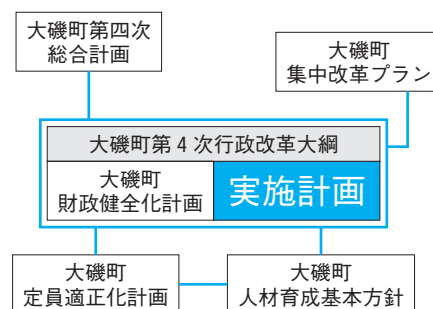 大磯町第四次
総合計画
大磯町
集中改革プラン
大磯町第4次行政改革大綱
大磯町
財政健全化計画
実施計画
大磯町
定員適正化計画
大磯町
人材育成基本方針